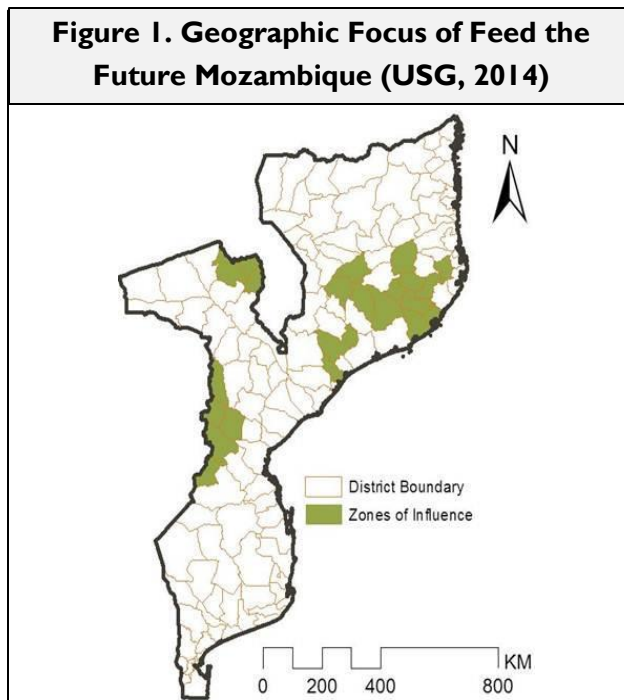 Figure 1. Geographic Focus of Feed the
Future Mozambique (USG, 2014)
N
District Boundary
Zones of Influence
KM
0 200 400 800